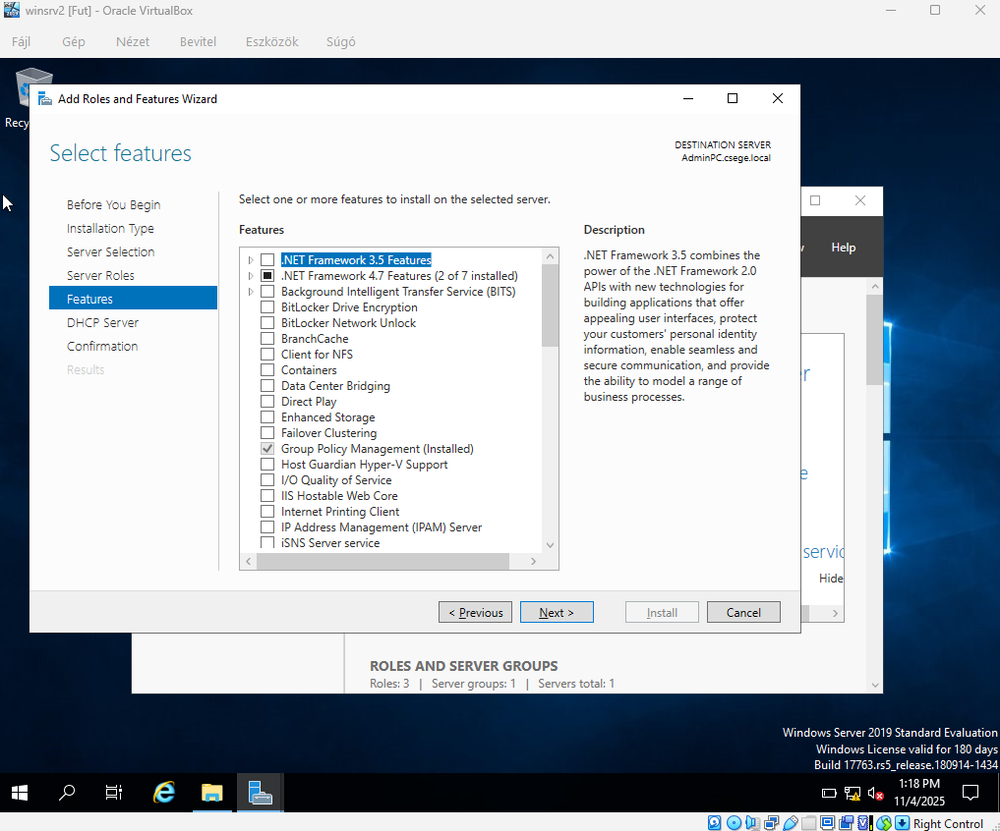 winsrv2 [Fut] - Oracle VirtualBox
Fájl Gép Nézet Bevitel Eszközök Súgó
Recy
Add Roles and Features Wizard
Select features
DESTINATION SERVER
AdminPC.csege.local
Before You Begin
Installation Type
Server Selection
Server Roles
Features
DHCP Server
Confirmation
Results
Select one or more features to install on the selected server.
Features
.NET Framework 3.5 Features
.NET Framework 4.7 Features (2 of 7 installed)
Background Intelligent Transfer Service (BITS)
BitLocker Drive Encryption
BitLocker Network Unlock
BranchCache
Client for NFS
Containers
Data Center Bridging
Direct Play
Enhanced Storage
Failover Clustering
Group Policy Management (Installed)
Host Guardian Hyper-V Support
I/O Quality of Service
IIS Hostable Web Core
Internet Printing Client
IP Address Management (IPAM) Server
iSNS Server service
Description
.NET Framework 3.5 combines the
power of the .NET Framework 2.0
APIs with new technologies for
building applications that offer
appealing user interfaces, protect
your customers' personal identity
information, enable seamless and
secure communication, and provide
the ability to model a range of
business processes.
< Previous Next > Install Cancel
Help
r
e
servic
Hide
ROLES AND SERVER GROUPS
Roles: 3 | Server groups: 1 | Servers total: 1
Windows Server 2019 Standard Evaluation
Windows License valid for 180 days
Build 17763.rs5_release.180914-1434
1:18 PM
11/4/2025
Right Control